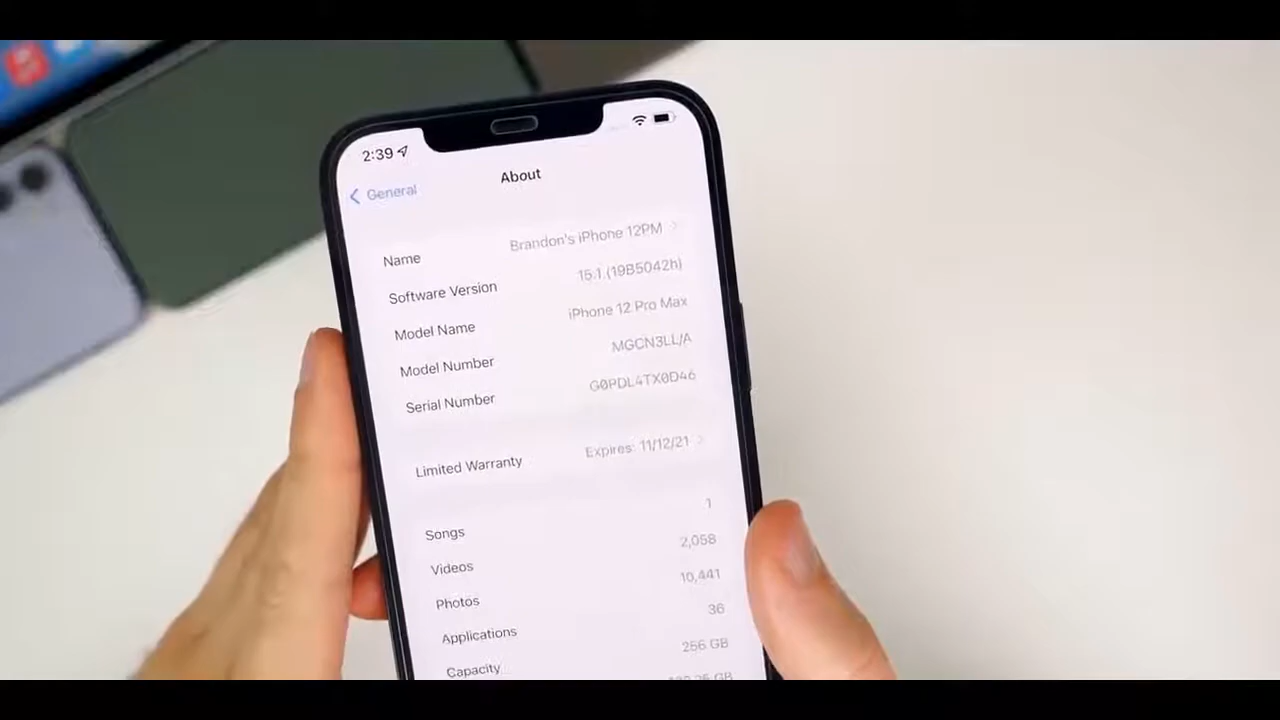 2:39
General
About
Name
Brandon's iPhone 12PM
Software Version
15.1 (19B5042h)
Model Name
iPhone 12 Pro Max
Model Number
MGCN3LL/A
Serial Number
G0PDL4TX0D46
Limited Warranty
Expires: 11/12/21
Songs
1
Videos
2,058
Photos
10,441
Applications
36
Capacity
256 GB